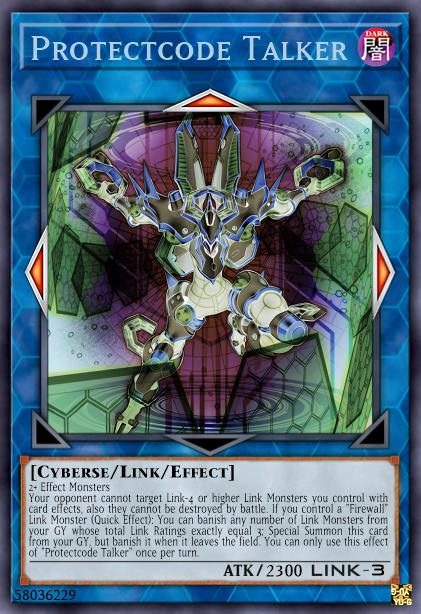 PROTECTCODE TALKER
DARK
闇
[CYBERSE/LINK/EFFECT]
2+ Effect Monsters
Your opponent cannot target Link-4 or higher Link Monsters you control with
card effects, also they cannot be destroyed by battle. If you control a "Firewall"
Link Monster (Quick Effect): You can banish any number of Link Monsters from
your GY whose total Link Ratings exactly equal 3; Special Summon this card
from your GY, but banish it when it leaves the field. You can only use this effect
of "Protectcode Talker" once per turn.
ATK/2300 LINK-3
58036229